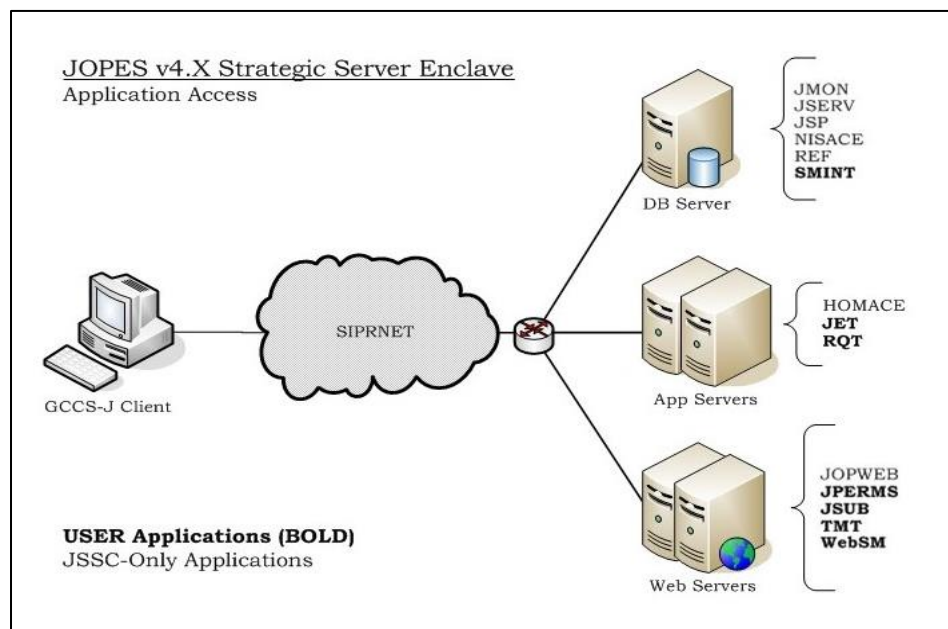 JOPES v4.X Strategic Server Enclave
Application Access
JMON
JSERV
JSP
NISACE
REF
SMINT
DB Server
GCCS-J Client
SIPRNET
HOMACE
JET
RQT
App Servers
JOPWEB
JPERMS
JSUB
TMT
WebSM
Web Servers
USER Applications (BOLD)
JSSC-Only Applications